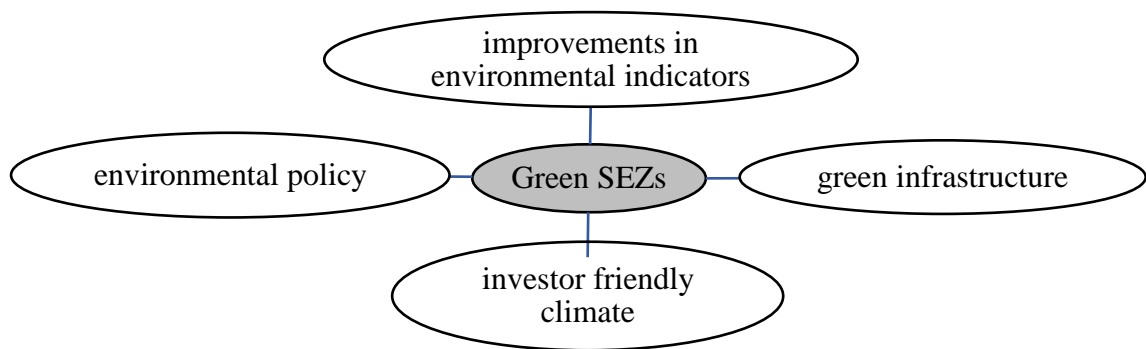 improvements in
environmental indicators
environmental policy
Green SEZs
green infrastructure
investor friendly
climate